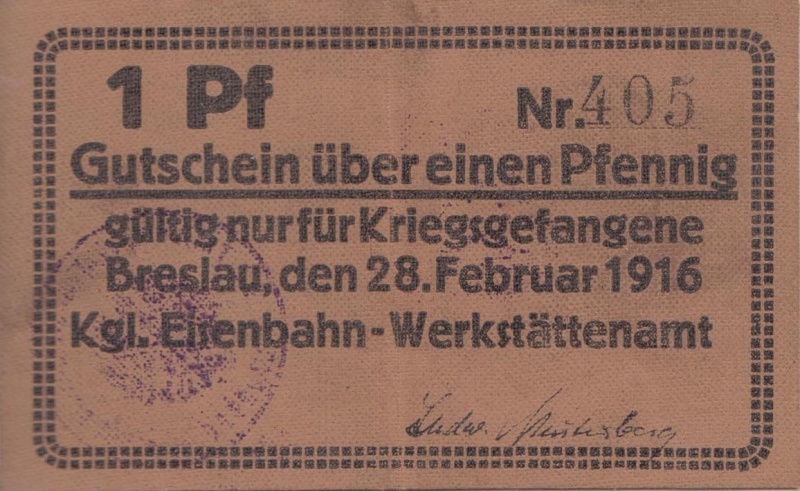 1 Pf Nr. 405
Gutschein über einen Pfennig
gültig nur für Kriegsgefangene
Breslau, den 28. Februar 1916
Kgl. Eisenbahn-Werkstättenamt